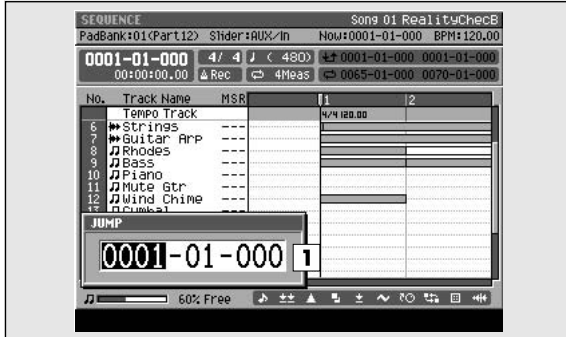 SEQUENCE Song 01 RealityChecB
PadBank:01(Part12) Slider:AUX/In Now:0001-01-000 BPM:120.00
0001-01-000 4/ 4 ( 480) 0001-01-000 0001-01-000
00:00:00.00 Rec 4Meas 0065-01-000 0070-01-000
No. Track Name MSR 1 2
Tempo Track 4/4 120.00
6 Strings ---
7 Guitar Arp ---
8 Rhodes ---
9 Bass ---
10 Piano ---
11 Mute Gtr ---
12 Wind Chime ---
13 Cymbal
JUMP
0001-01-000 1
60% Free